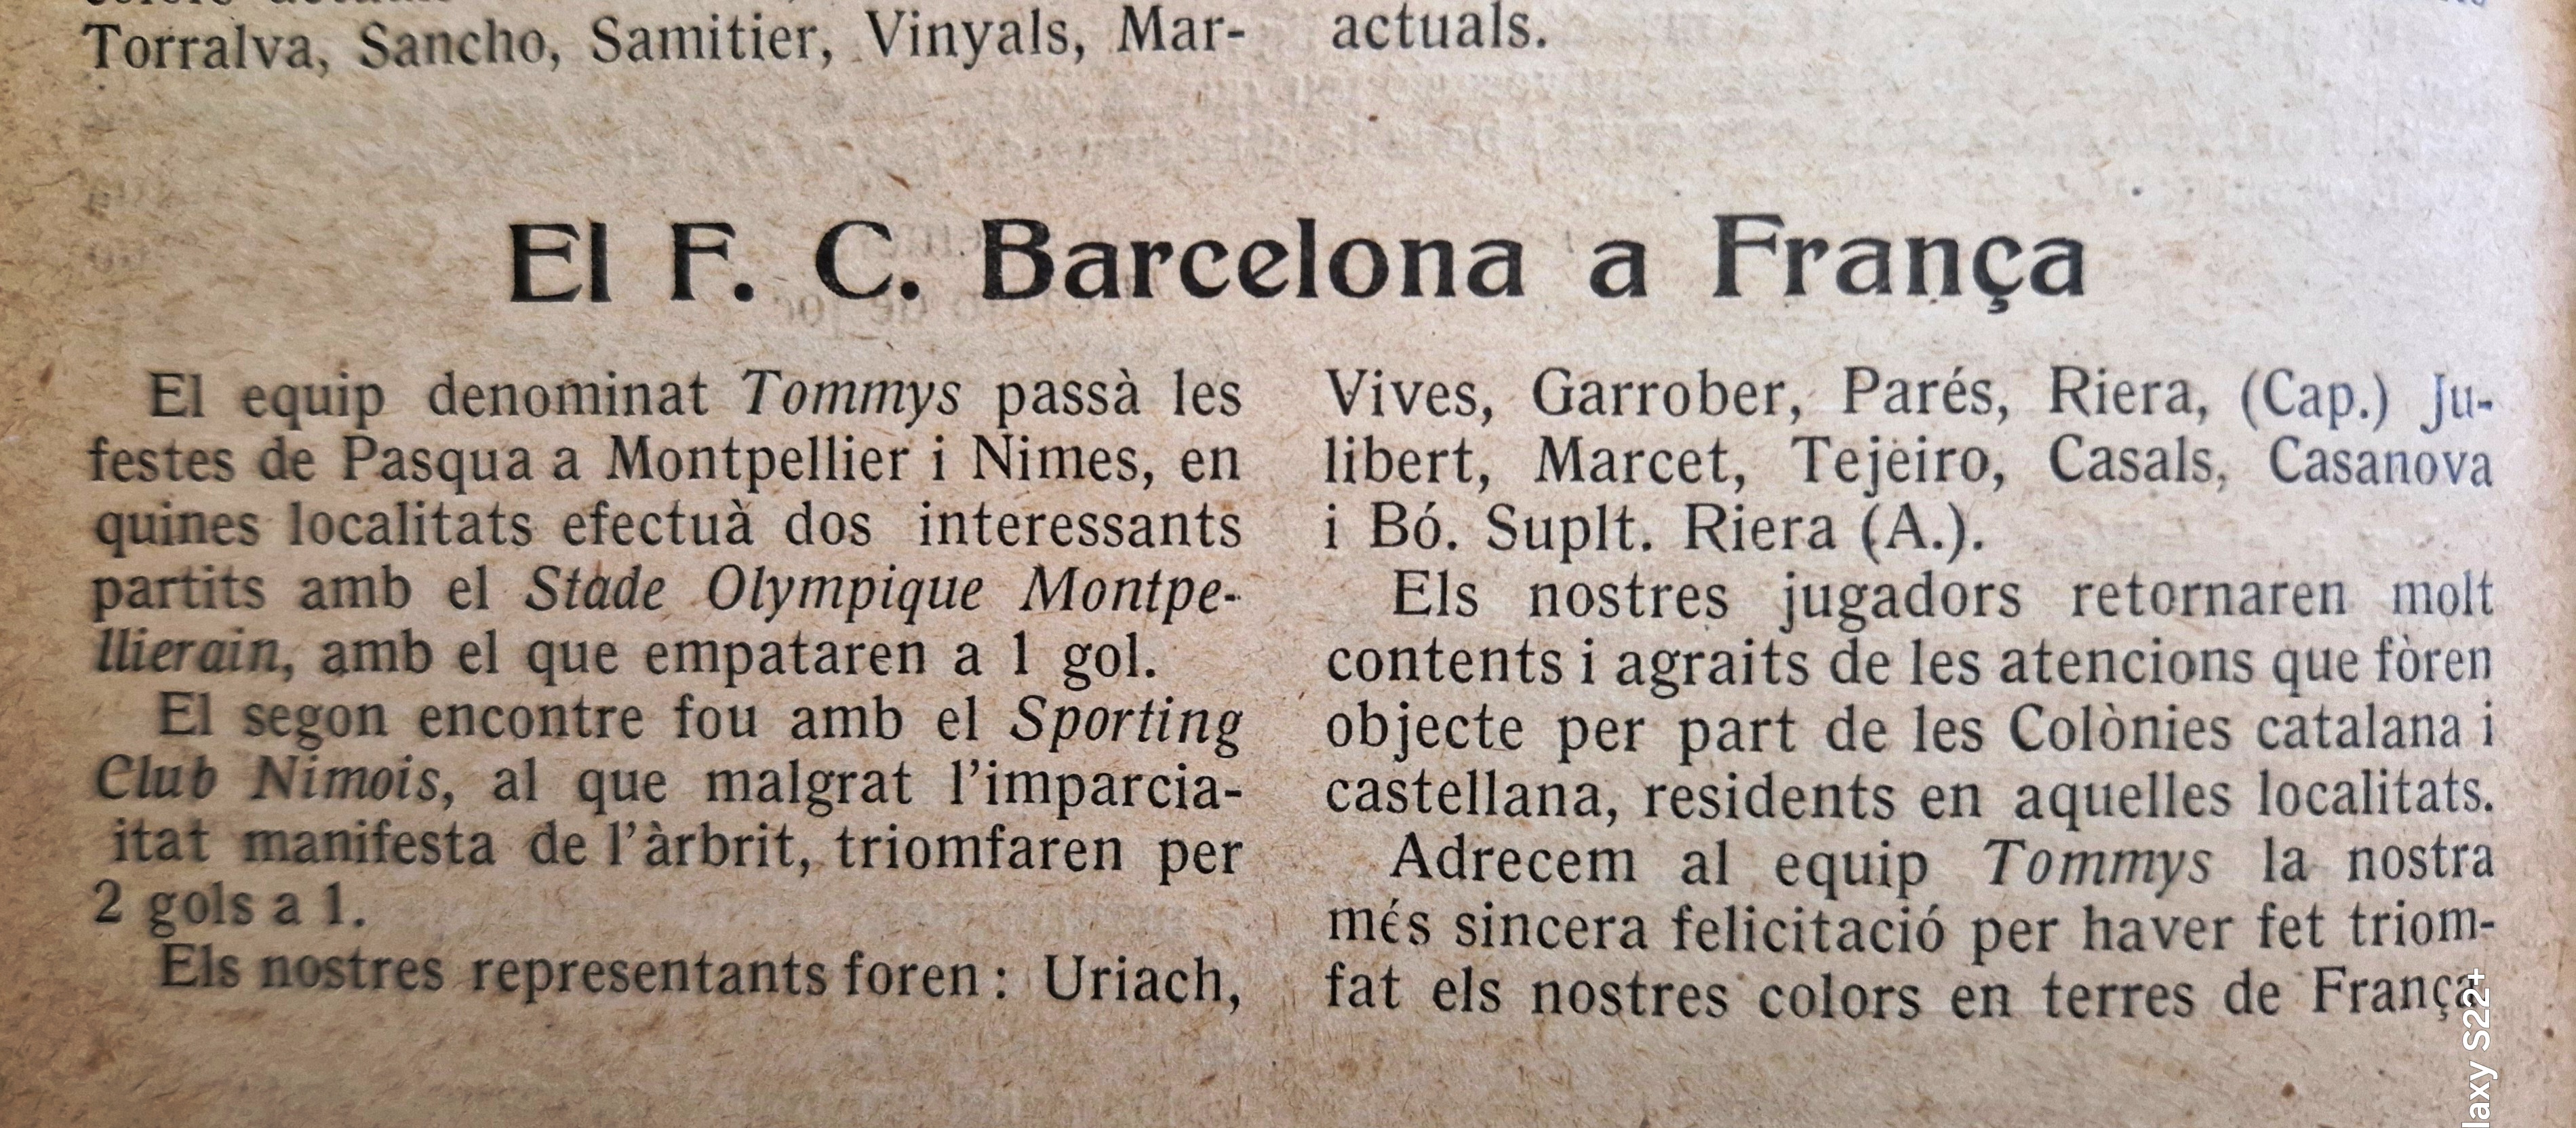 Torralva, Sancho, Samitier, Vinyals, Mar-
actuals.
El F. C. Barcelona a França
El equip denominat Tommys passà les
festes de Pasqua a Montpellier i Nimes, en
quines localitats efectuà dos interessants
partits amb el Stade Olympique Montpe-
llierain, amb el que empataren a 1 gol.
El segon encontre fou amb el Sporting
Club Nimois, al que malgrat l'imparcia-
itat manifesta de l'àrbrit, triomfaren per
2 gols a 1.
Els nostres representants foren: Uriach,
Vives, Garrober, Parés, Riera, (Cap.) Ju-
libert, Marcet, Tejeiro, Casals, Casanova
i Bó. Suplt. Riera (A.).
Els nostres jugadors retornaren molt
contents i agraits de les atencions que fòren
objecte per part de les Colònies catalana i
castellana, residents en aquelles localitats.
Adrecem al equip Tommys la nostra
més sincera felicitació per haver fet triom-
fat els nostres colors en terres de França
laxy S22+